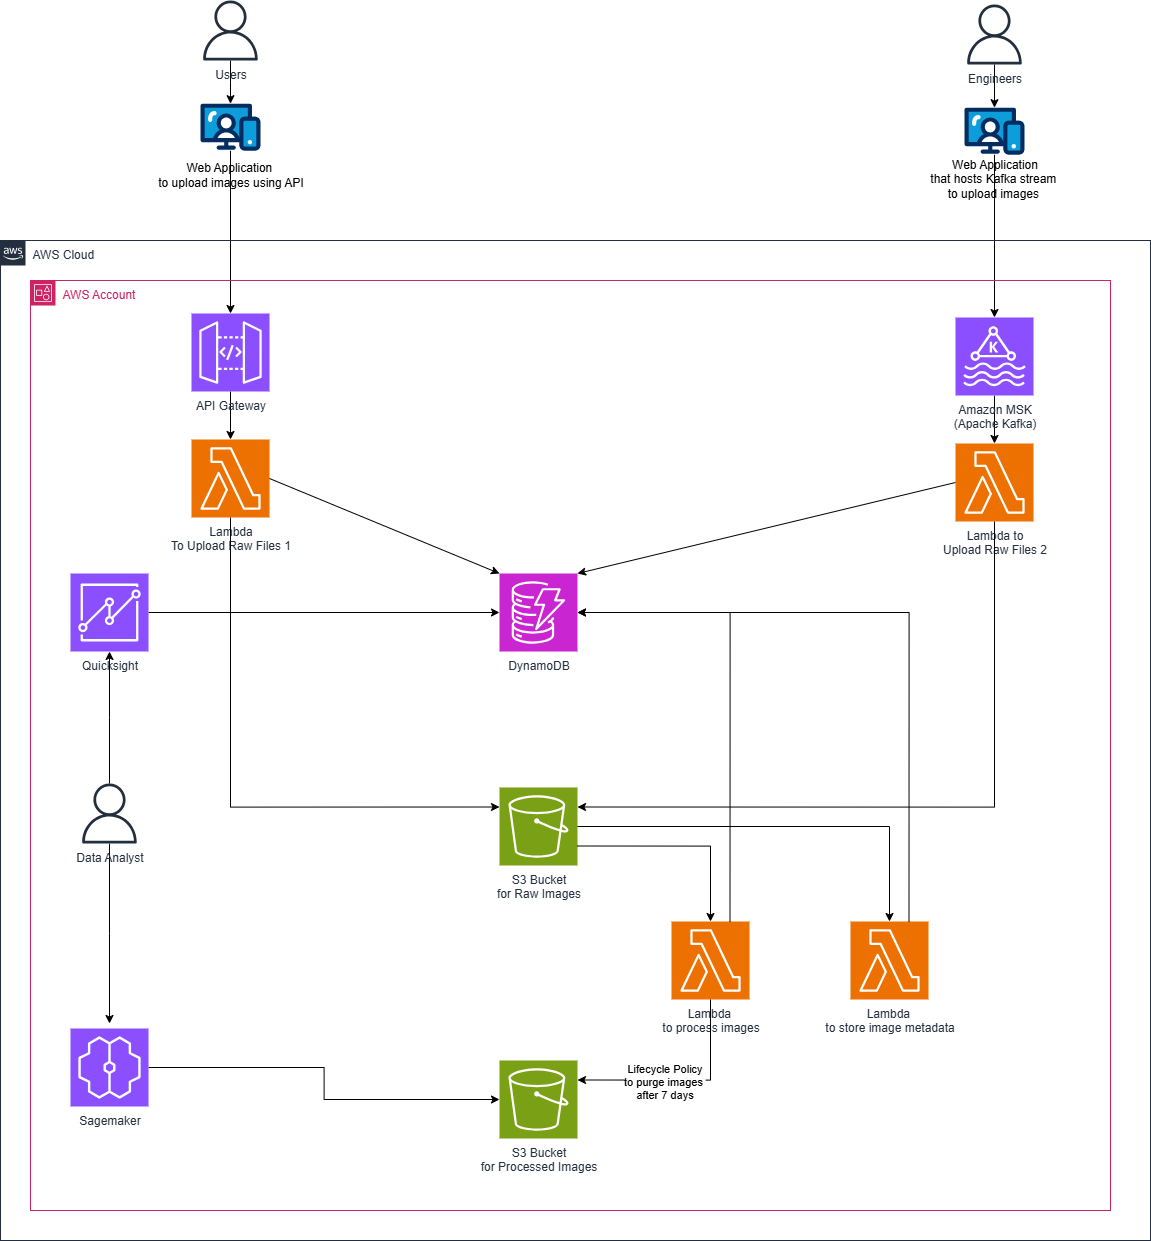 Users
Engineers
Web Application
to upload images using API
Web Application
that hosts Kafka stream
to upload images
aws
AWS Cloud
AWS Account
</>
API Gateway
K
Amazon MSK
(Apache Kafka)
Lambda
To Upload Raw Files 1
Lambda to
Upload Raw Files 2
Quicksight
DynamoDB
Data Analyst
S3 Bucket
for Raw Images
Lambda
to process images
Lambda
to store image metadata
Lifecycle Policy
to purge images
after 7 days
Sagemaker
S3 Bucket
for Processed Images